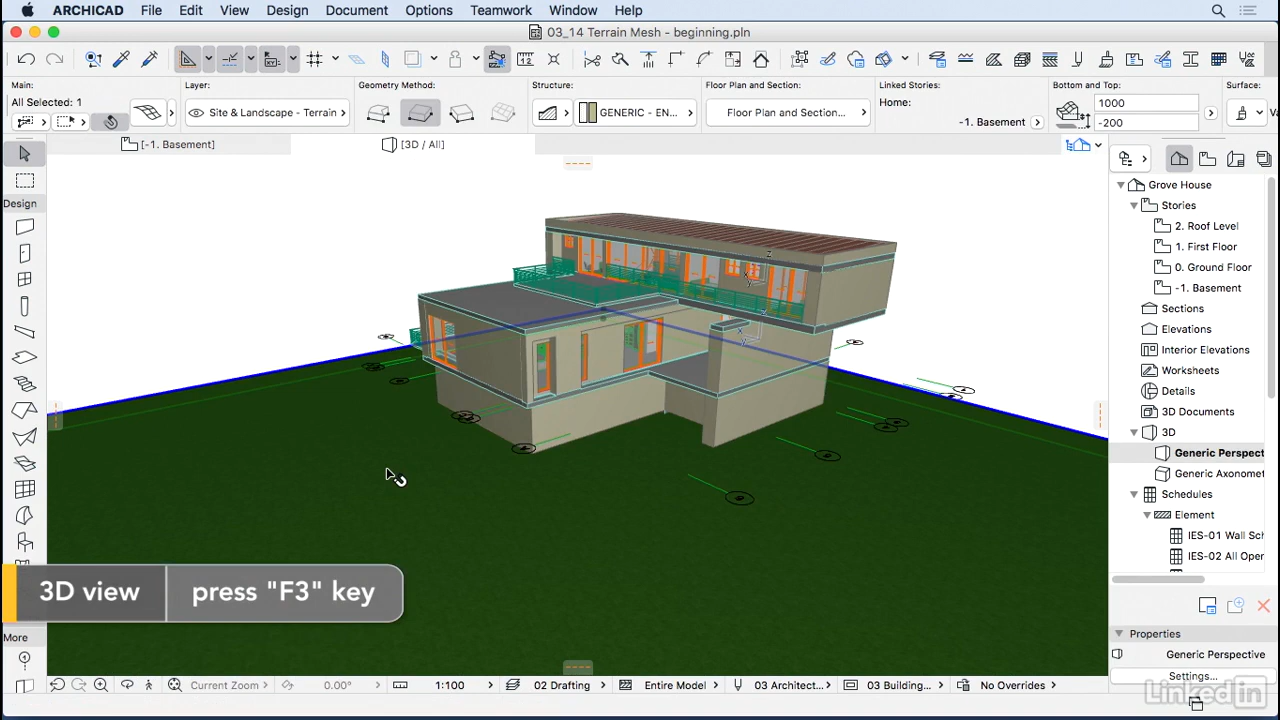 ARCHICAD File Edit View Design Document Options Teamwork Window Help
03_14 Terrain Mesh - beginning.pln
Main:
All Selected: 1
Layer:
Site & Landscape - Terrain
Geometry Method:
Structure:
GENERIC - EN...
Floor Plan and Section:
Floor Plan and Section...
Linked Stories:
Home:
-1. Basement
Bottom and Top:
1000
-200
Surface:
[-1. Basement]
[3D / All]
Design
More
Grove House
Stories
2. Roof Level
1. First Floor
0. Ground Floor
-1. Basement
Sections
Elevations
Interior Elevations
Worksheets
Details
3D Documents
3D
Generic Perspect
Generic Axonomet
Schedules
Element
IES-01 Wall Sch
IES-02 All Open
Properties
Generic Perspective
Settings...
3D view press "F3" key
Current Zoom
0.00°
1:100
02 Drafting
Entire Model
03 Architect...
03 Building...
No Overrides
LinkedIn